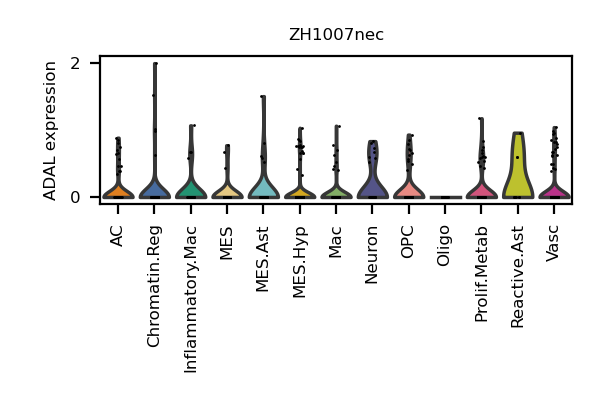 ZH1007nec
ADAL expression
2
0
AC
Chromatin.Reg
Inflammatory.Mac
MES
MES.Ast
MES.Hyp
Mac
Neuron
OPC
Oligo
Prolif.Metab
Reactive.Ast
Vasc